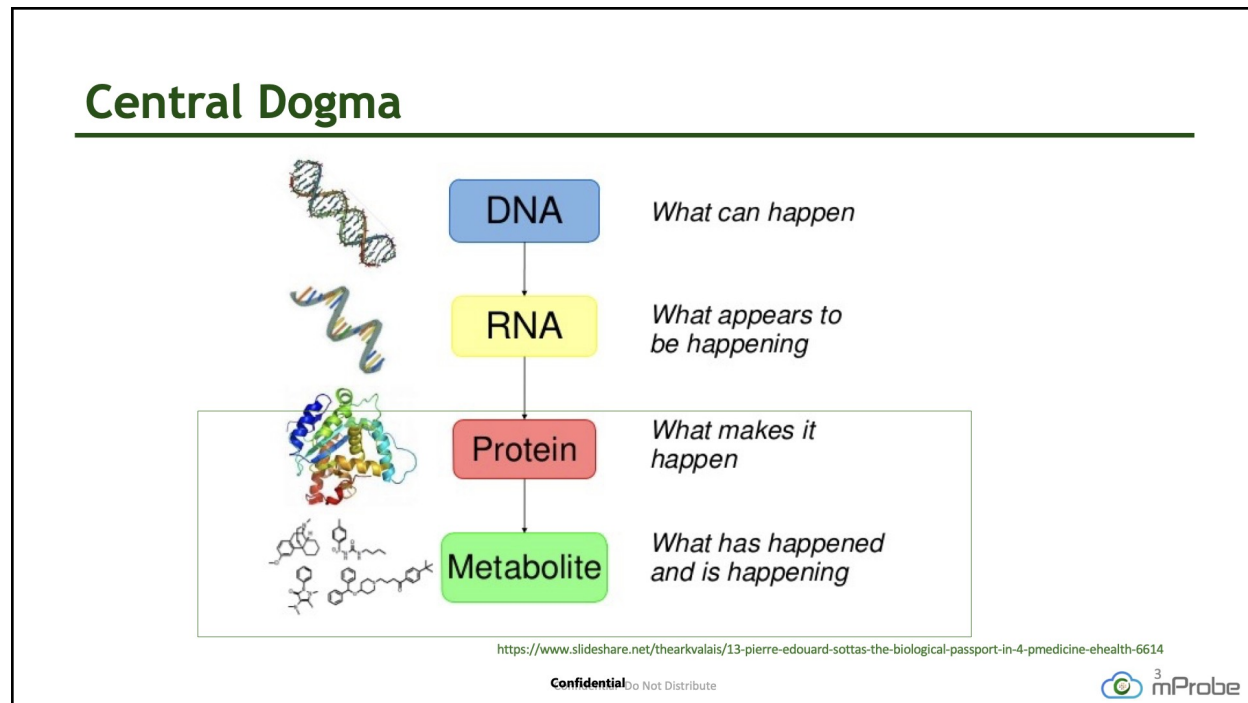 Central Dogma
DNA
What can happen
RNA
What appears to
be happening
Protein
What makes it
happen
Metabolite
What has happened
and is happening
https://www.slideshare.net/thearkvalais/13-pierre-edouard-sottas-the-biological-passport-in-4-pmedicine-ehealth-6614
Confidential Do Not Distribute
3
mProbe